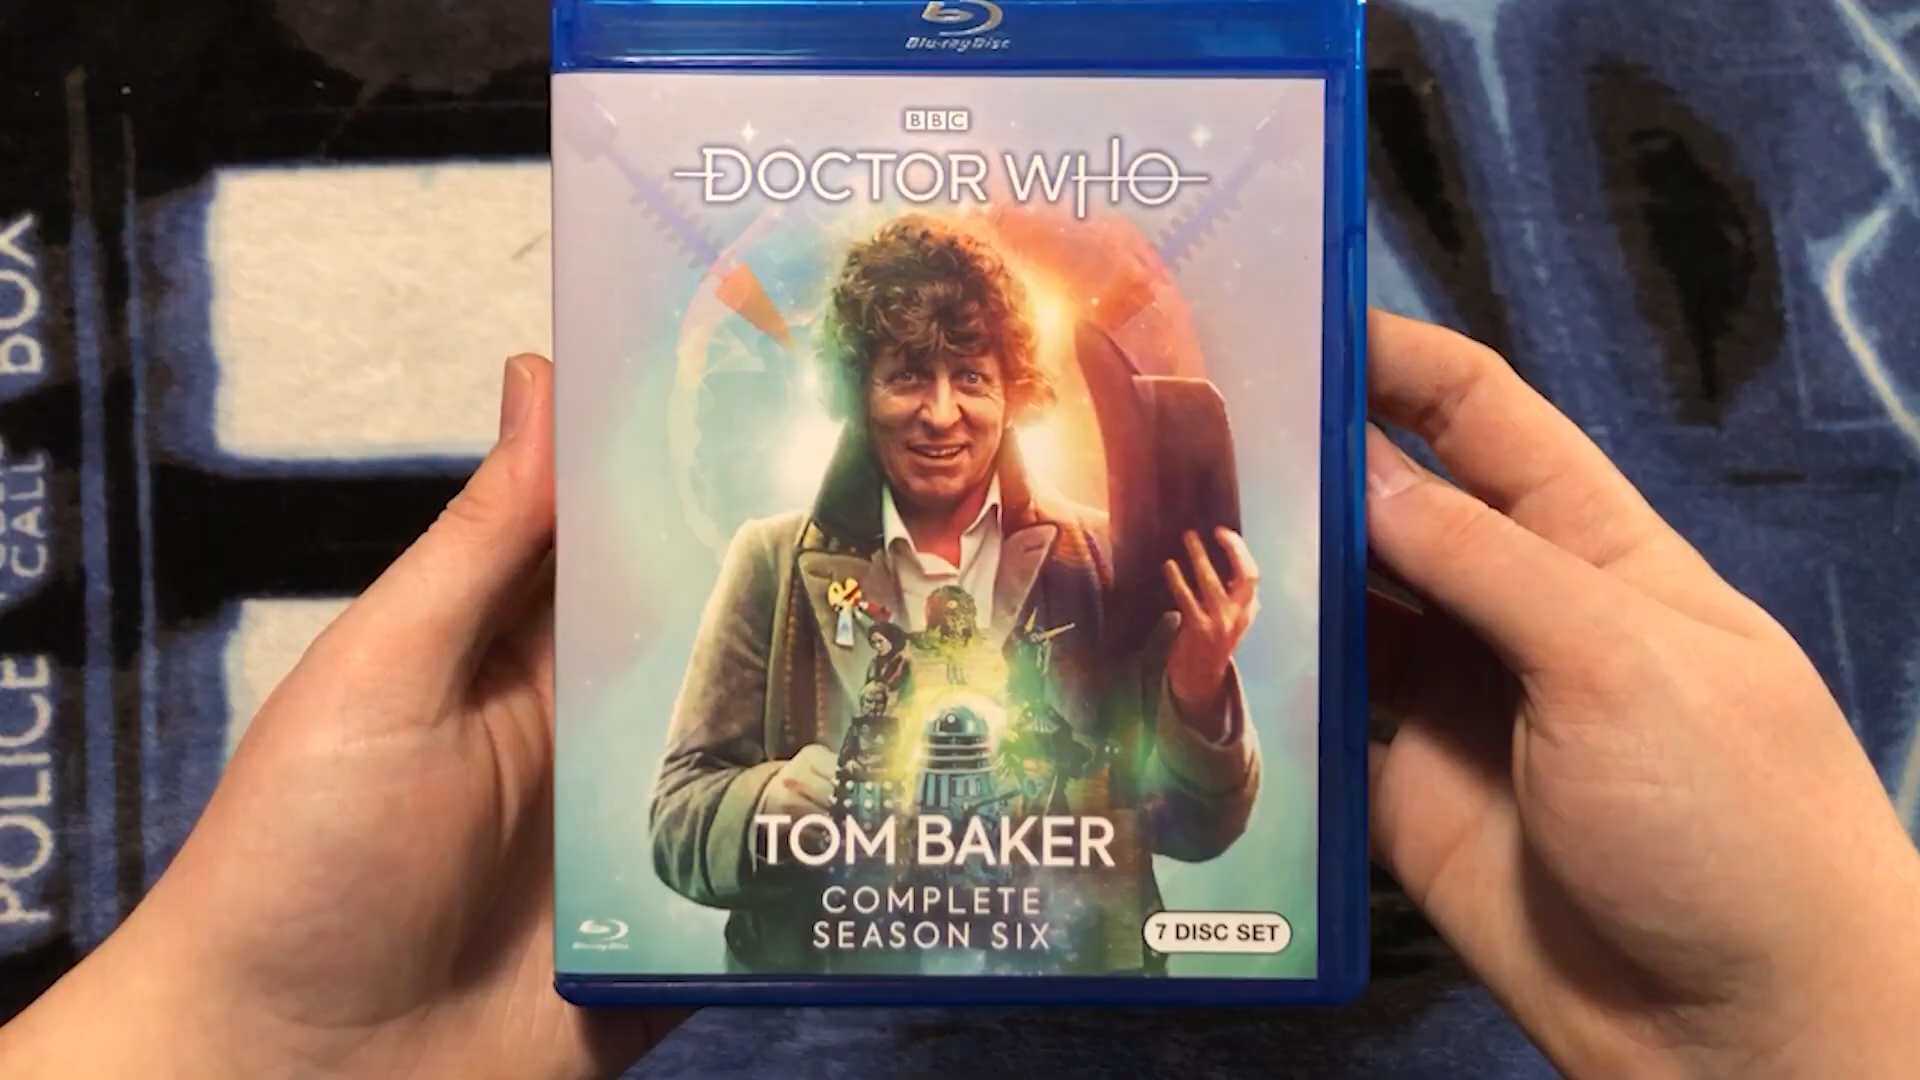 Blu-ray Disc
BBC
DOCTOR WHO
TOM BAKER
COMPLETE
SEASON SIX
Blu-ray Disc
7 DISC SET
POLICE
CALL
BOX